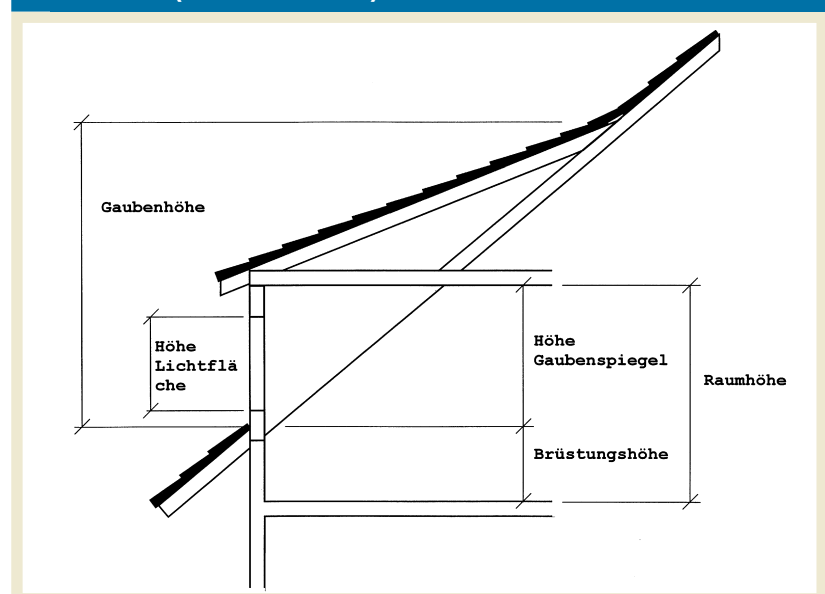 Gaubenhöhe
Höhe
Lichtflä
che
Höhe
Gaubenspiegel
Raumhöhe
Brüstungshöhe